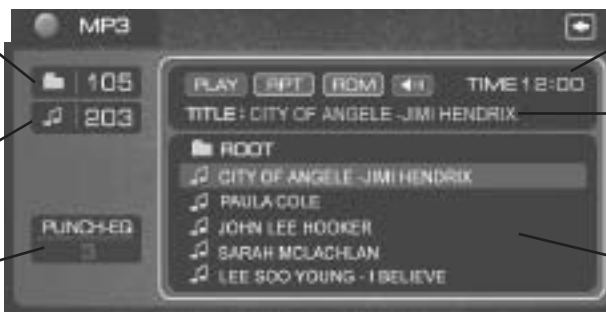 MP3
105
203
PUNCH-EQ
PLAY RPT RDM TIME 12:00
TITLE : CITY OF ANGELE -JIMI HENDRIX
ROOT
CITY OF ANGELE -JIMI HENDRIX
PAULA COLE
JOHN LEE HOOKER
SARAH MCLACHLAN
LEE SOO YOUNG - I BELIEVE